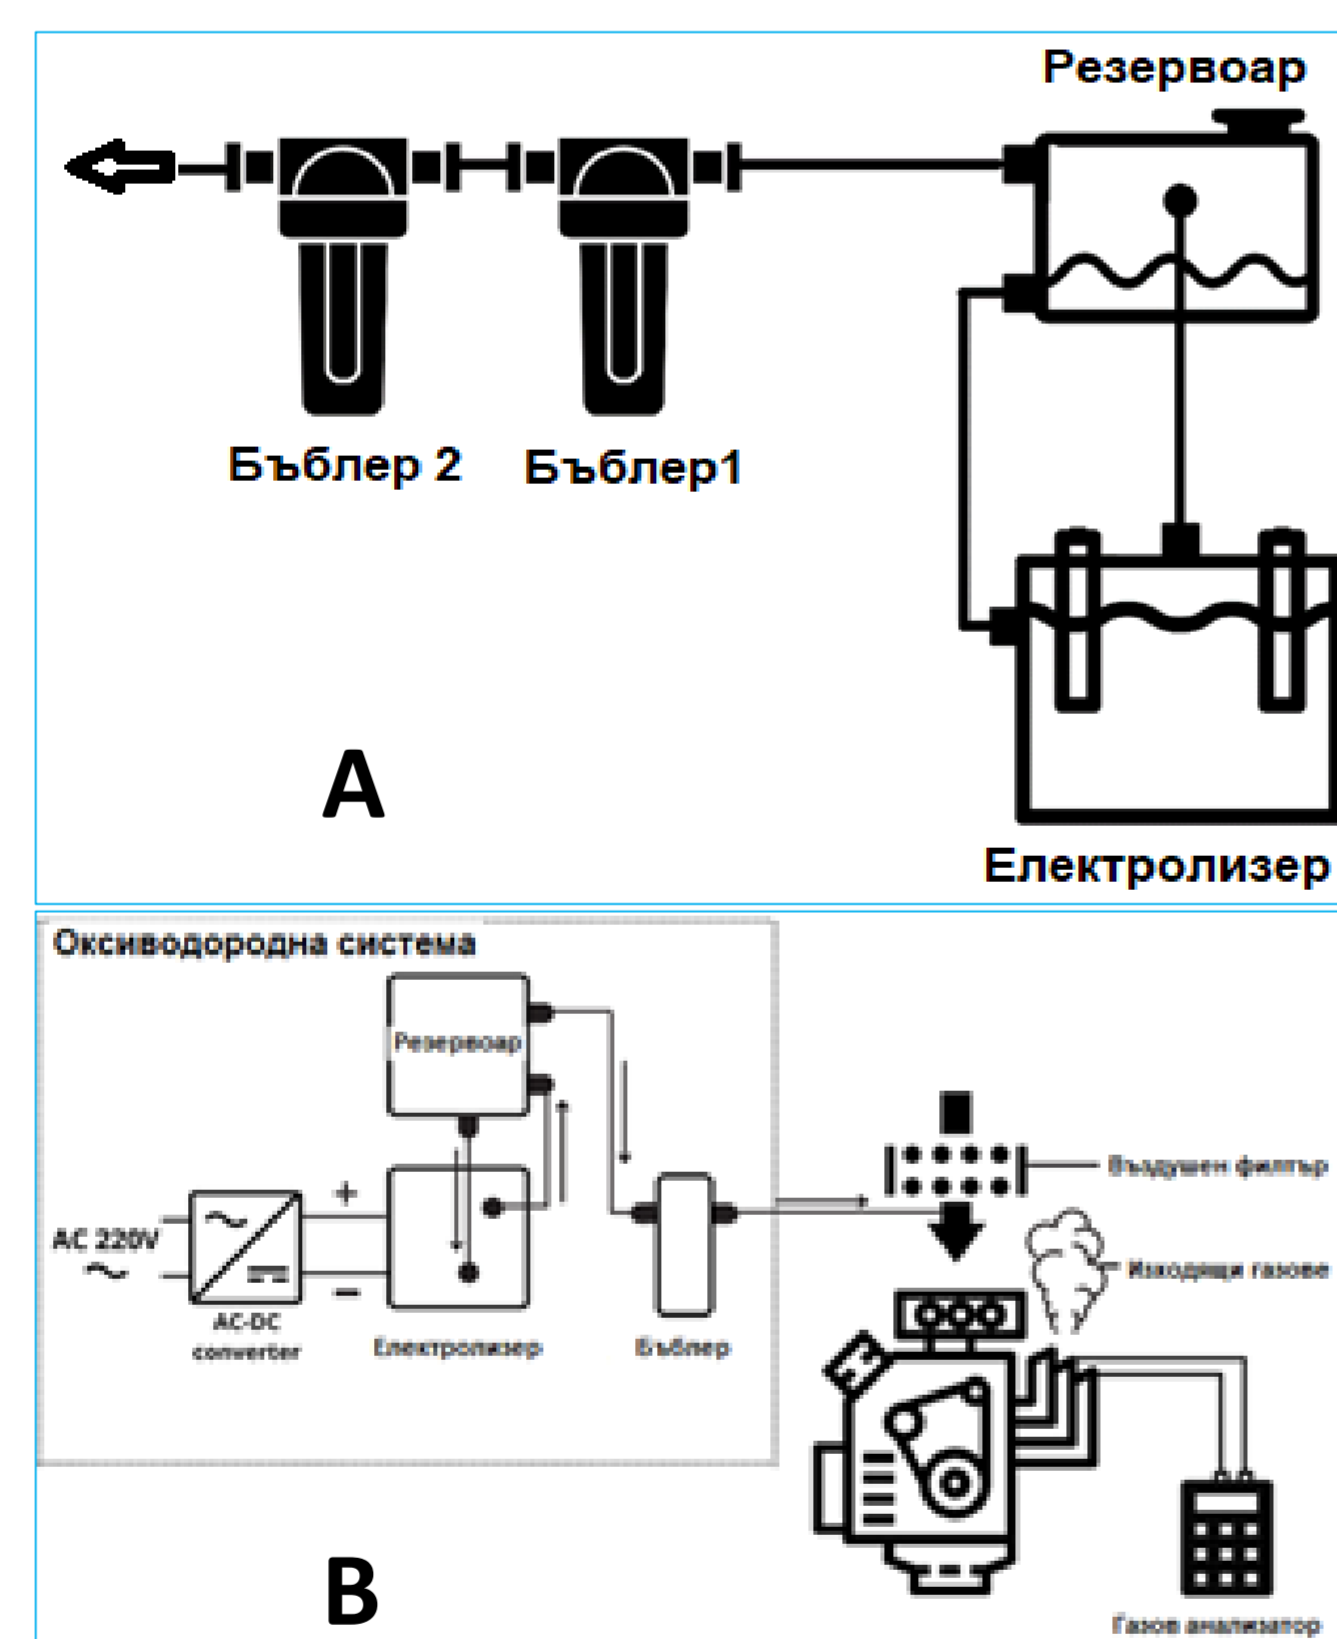 Резервоар
Бъблер 2
Бъблер1
A
Електролизер
Оксиводородна система
Резервоар
Въздушен филтър
+
AC 220V
Изходящи газове
−
AC-DC
converter
Електролизер
Бъблер
B
Газов анализатор